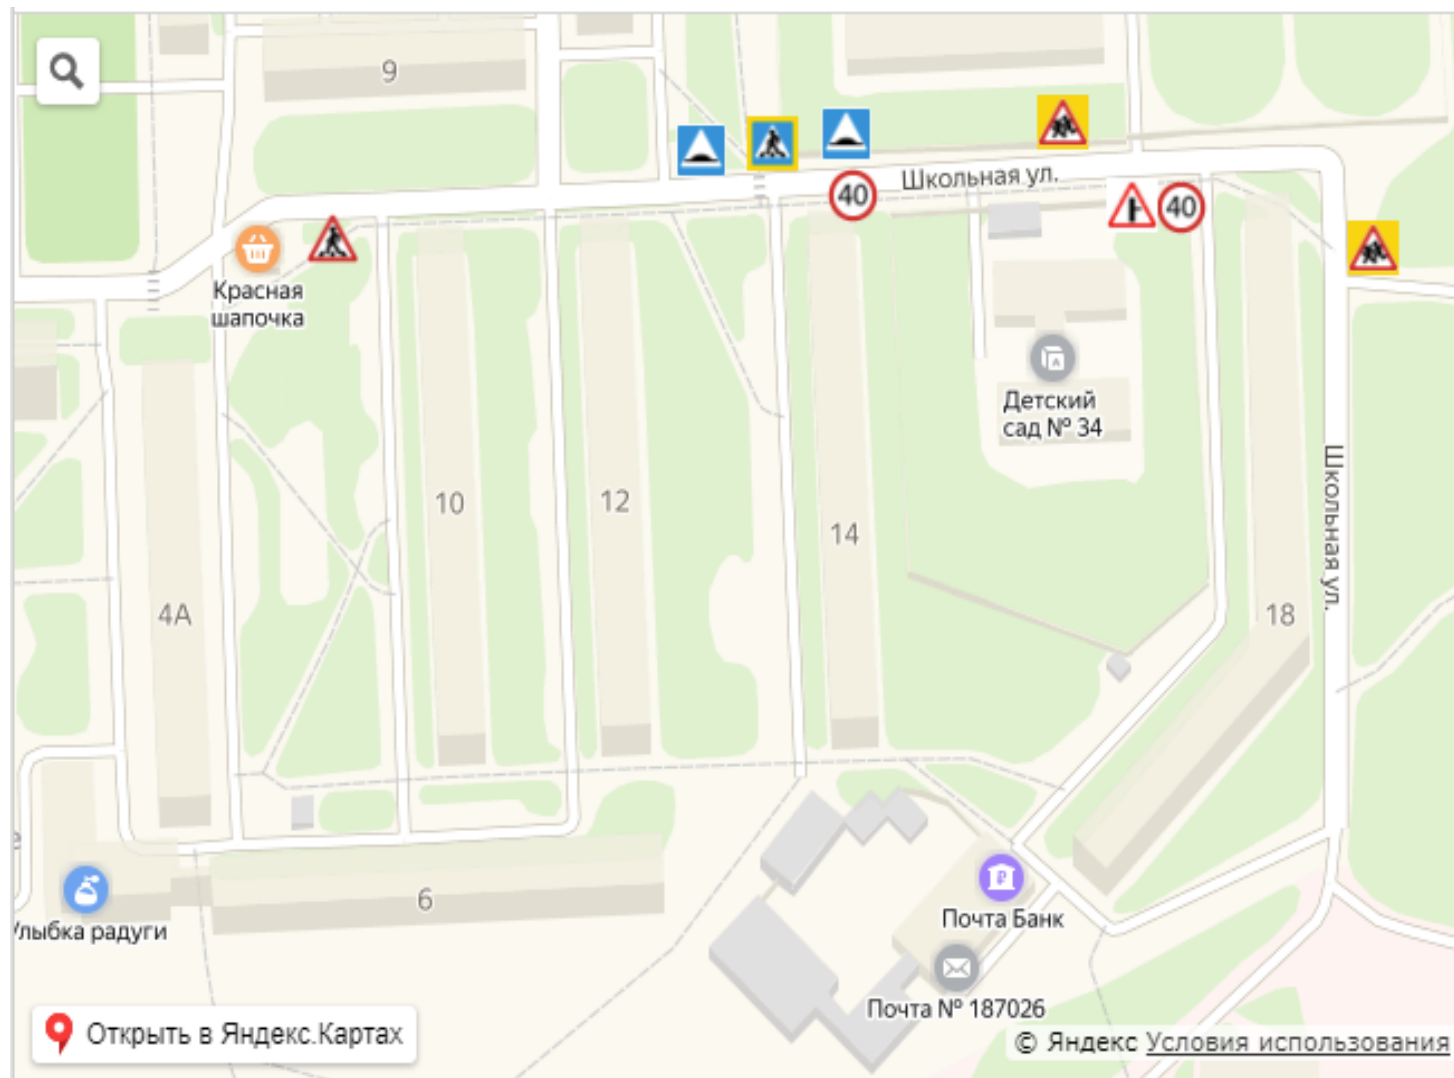 9
40
Школьная ул.
40
Красная
шапочка
Детский
сад № 34
10
12
14
4А
18
Школьная ул.
6
Улыбка радуги
Почта Банк
Почта № 187026
Открыть в Яндекс.Картах
© Яндекс Условия использования